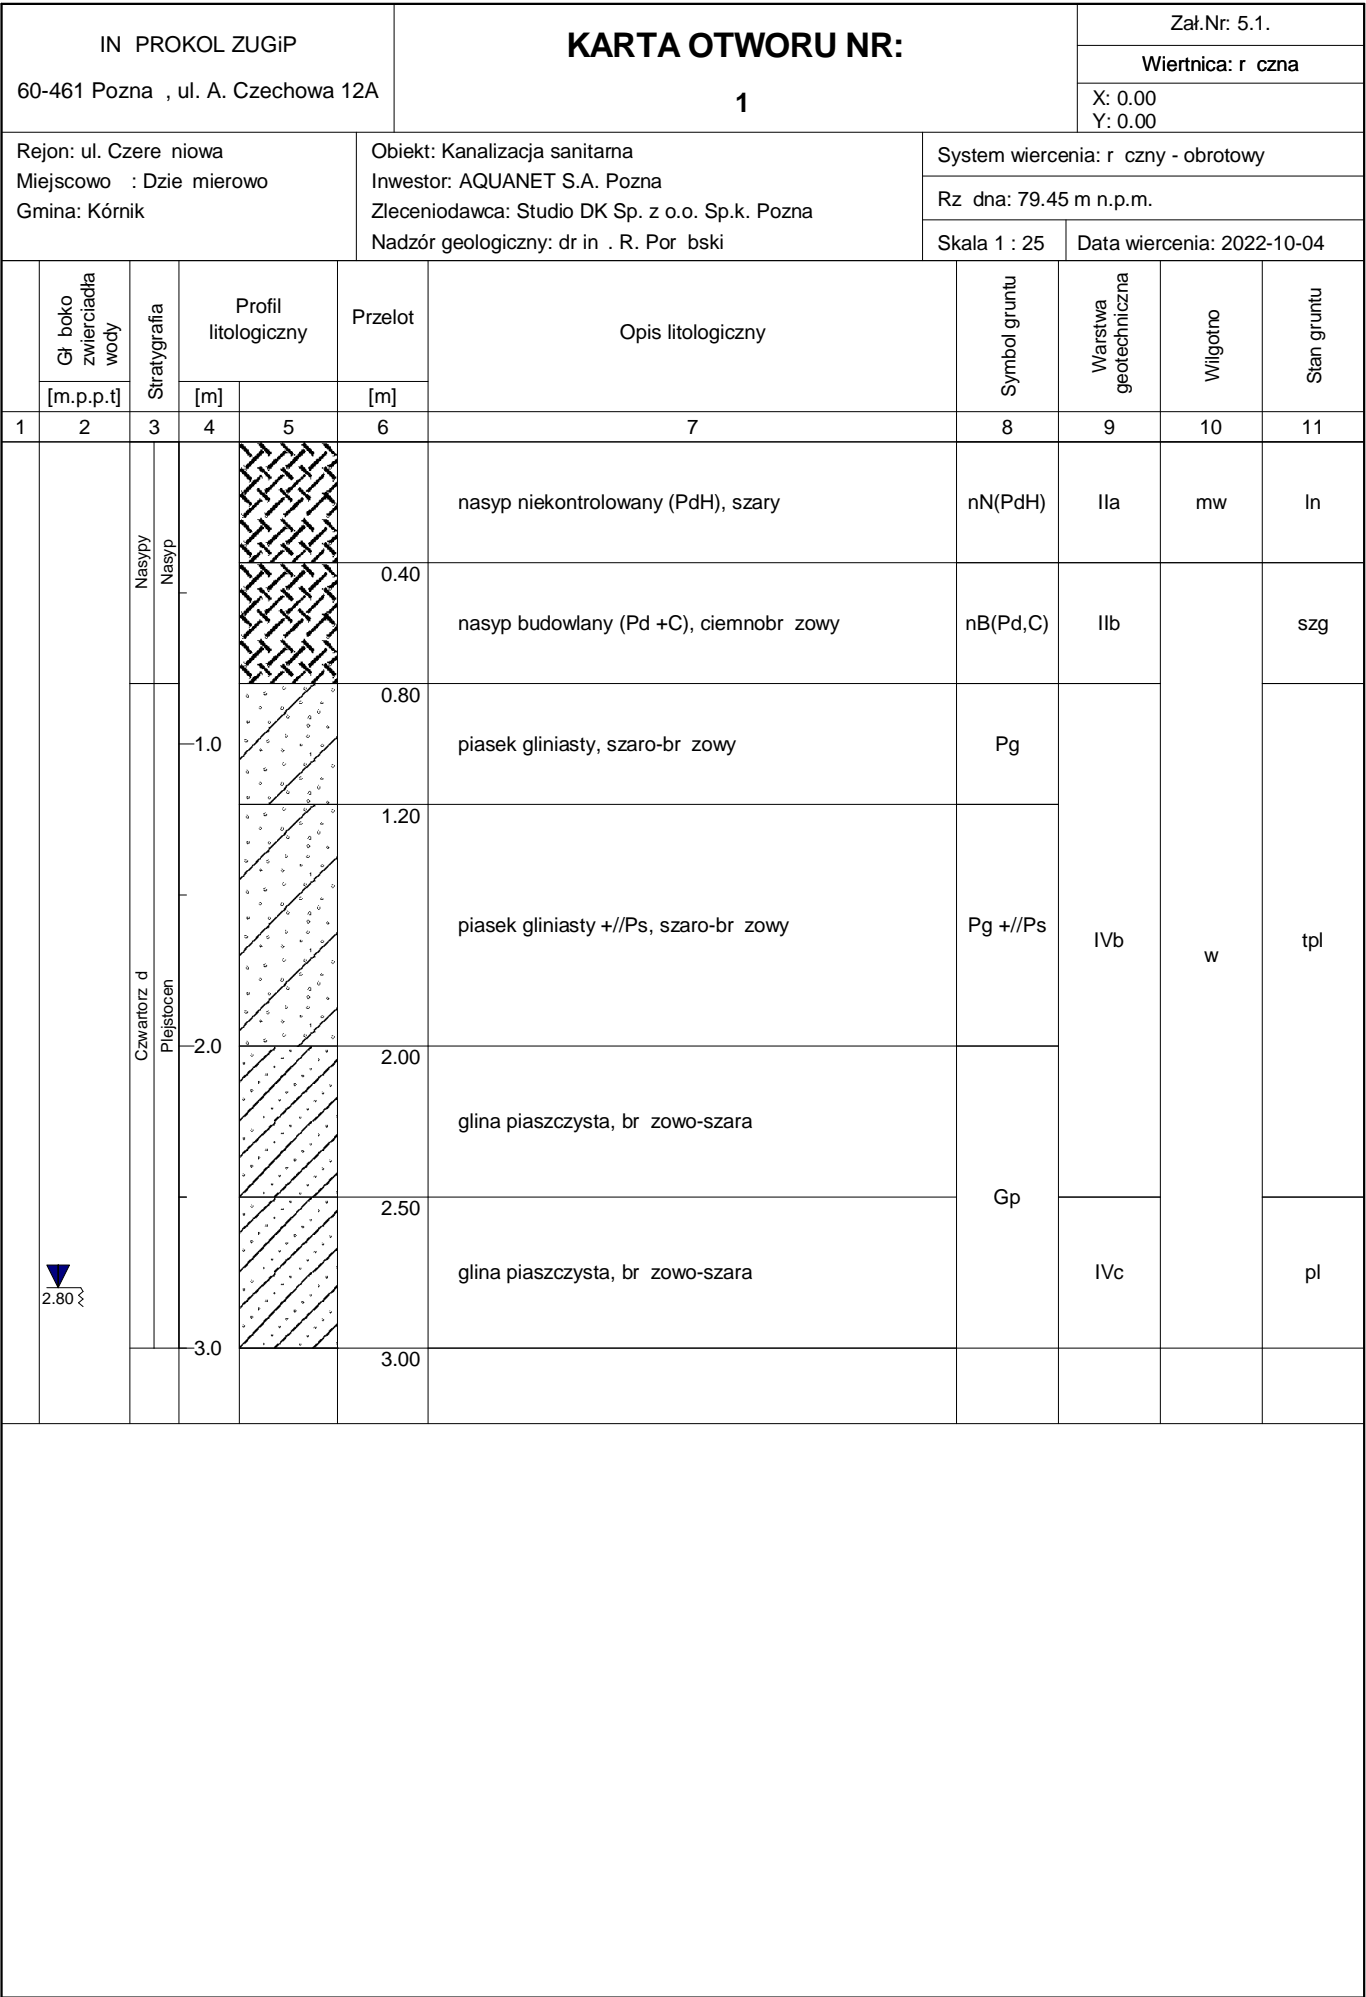 IN PROKOL ZUGiP
60-461 Pozna , ul. A. Czechowa 12A
KARTA OTWORU NR:
1
Zał.Nr: 5.1.
Wiertnica: r czna
X: 0.00
Y: 0.00
Rejon: ul. Czere niowa
Miejscowo : Dzie mierowo
Gmina: Kórnik
Obiekt: Kanalizacja sanitarna
Inwestor: AQUANET S.A. Pozna
Zleceniodawca: Studio DK Sp. z o.o. Sp.k. Pozna
Nadzór geologiczny: dr in . R. Por bski
System wiercenia: r czny - obrotowy
Rz dna: 79.45 m n.p.m.
Skala 1 : 25
Data wiercenia: 2022-10-04
Gł boko
zwierciadła
wody
[m.p.p.t]
Stratygrafia
Profil
litologiczny
[m]
Przelot
[m]
Opis litologiczny
Symbol gruntu
Warstwa
geotechniczna
Wilgotno
Stan gruntu
1 2 3 4 5 6 7 8 9 10 11
Nasypy
Nasyp
nasyp niekontrolowany (PdH), szary nN(PdH) IIa mw ln
0.40
nasyp budowlany (Pd +C), ciemnobr zowy nB(Pd,C) IIb szg
0.80
1.0
piasek gliniasty, szaro-br zowy Pg
1.20
piasek gliniasty +//Ps, szaro-br zowy Pg +//Ps IVb w tpl
Czwartorz d
Plejstocen
2.0
2.00
glina piaszczysta, br zowo-szara
Gp
2.50
glina piaszczysta, br zowo-szara IVc pl
2.80
3.0
3.00